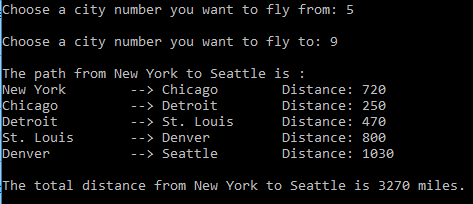 Choose a city number you want to fly from: 5
Choose a city number you want to fly to: 9
The path from New York to Seattle is :
New York --> Chicago Distance: 720
Chicago --> Detroit Distance: 250
Detroit --> St. Louis Distance: 470
St. Louis --> Denver Distance: 800
Denver --> Seattle Distance: 1030
The total distance from New York to Seattle is 3270 miles.